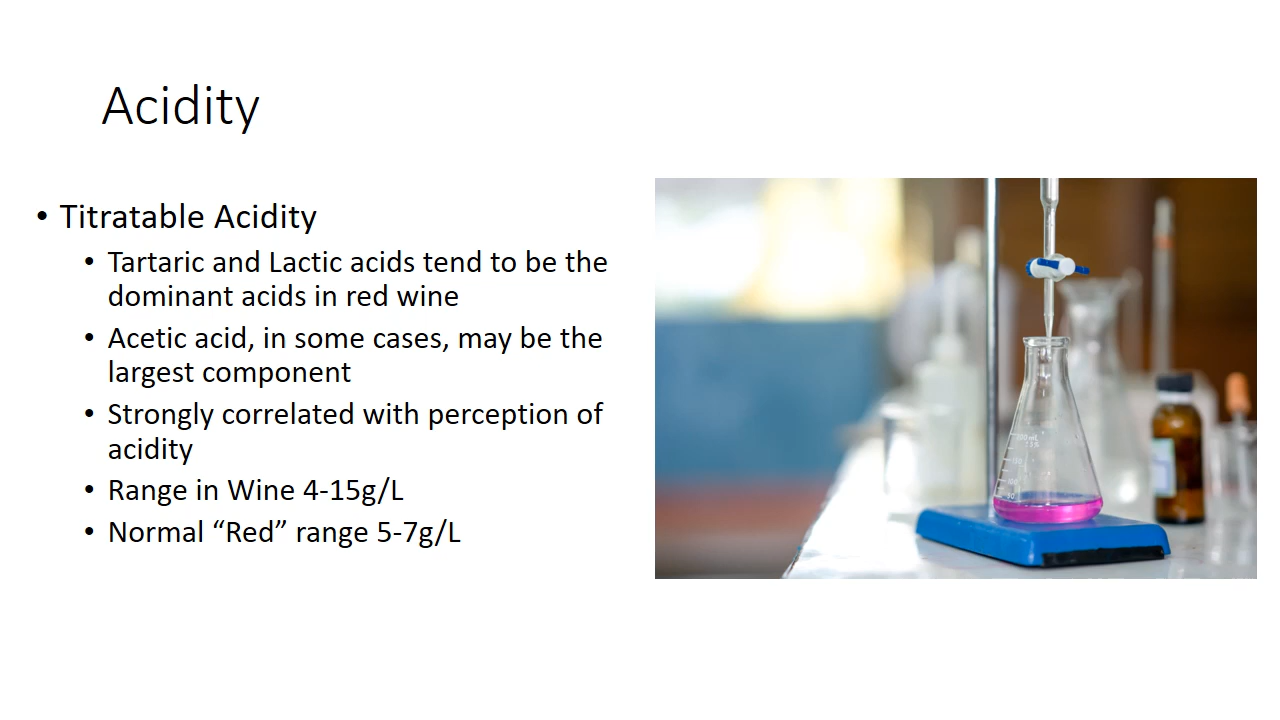 Acidity
• Titratable Acidity
• Tartaric and Lactic acids tend to be the
dominant acids in red wine
• Acetic acid, in some cases, may be the
largest component
• Strongly correlated with perception of
acidity
• Range in Wine 4-15g/L
• Normal “Red” range 5-7g/L